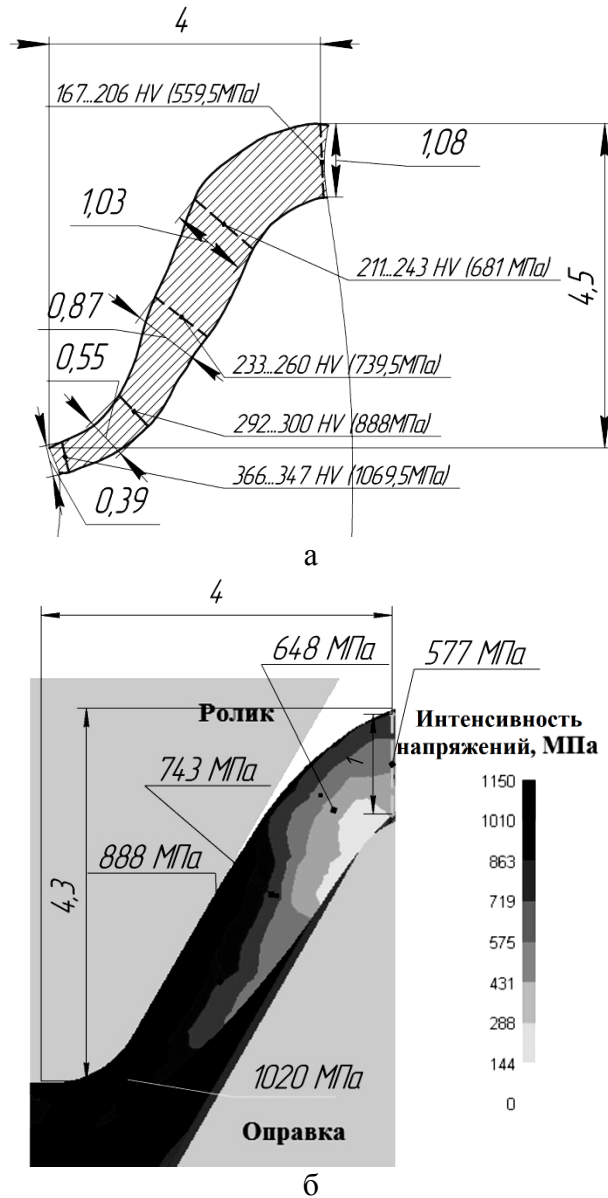 4
167...206 HV (559,5МПа)
1,08
1,03
211...243 HV (681 МПа)
4,5
0,87
0,55
233...260 HV (739,5МПа)
292...300 HV (888МПа)
366...347 HV (1069,5МПа)
0,39
а
4
648 МПа
577 МПа
Ролик
Интенсивность
напряжений, МПа
1
743 МПа
1150
1010
888 МПа
863
4,3
719
575
431
288
144
1020 МПа
0
Оправка
б